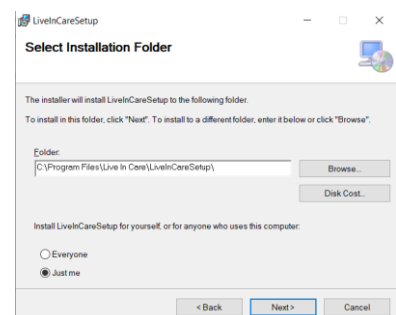 LiveInCareSetup
Select Installation Folder
The installer will install LiveInCareSetup to the following folder.
To install in this folder, click "Next". To install to a different folder, enter it below or click "Browse".
Folder:
C:\Program Files\Live In Care\LiveInCareSetup\
Browse...
Disk Cost...
Install LiveInCareSetup for yourself, or for anyone who uses this computer:
Everyone
Just me
< Back Next > Cancel